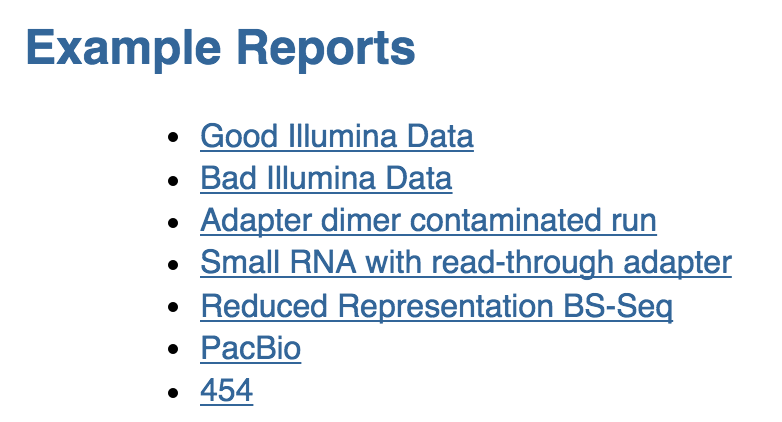 Example Reports
Good Illumina Data
Bad Illumina Data
Adapter dimer contaminated run
Small RNA with read-through adapter
Reduced Representation BS-Seq
PacBio
454